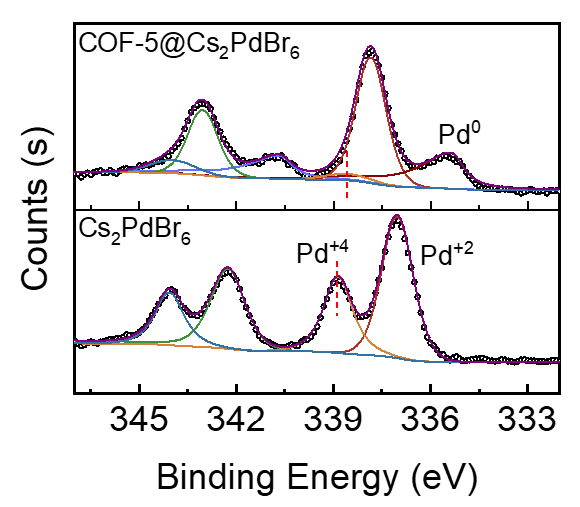 COF-5@Cs₂PdBr₆
Pd⁰
Cs₂PdBr₆
Pd⁺⁴
Pd⁺²
Counts (s)
345 342 339 336 333
Binding Energy (eV)